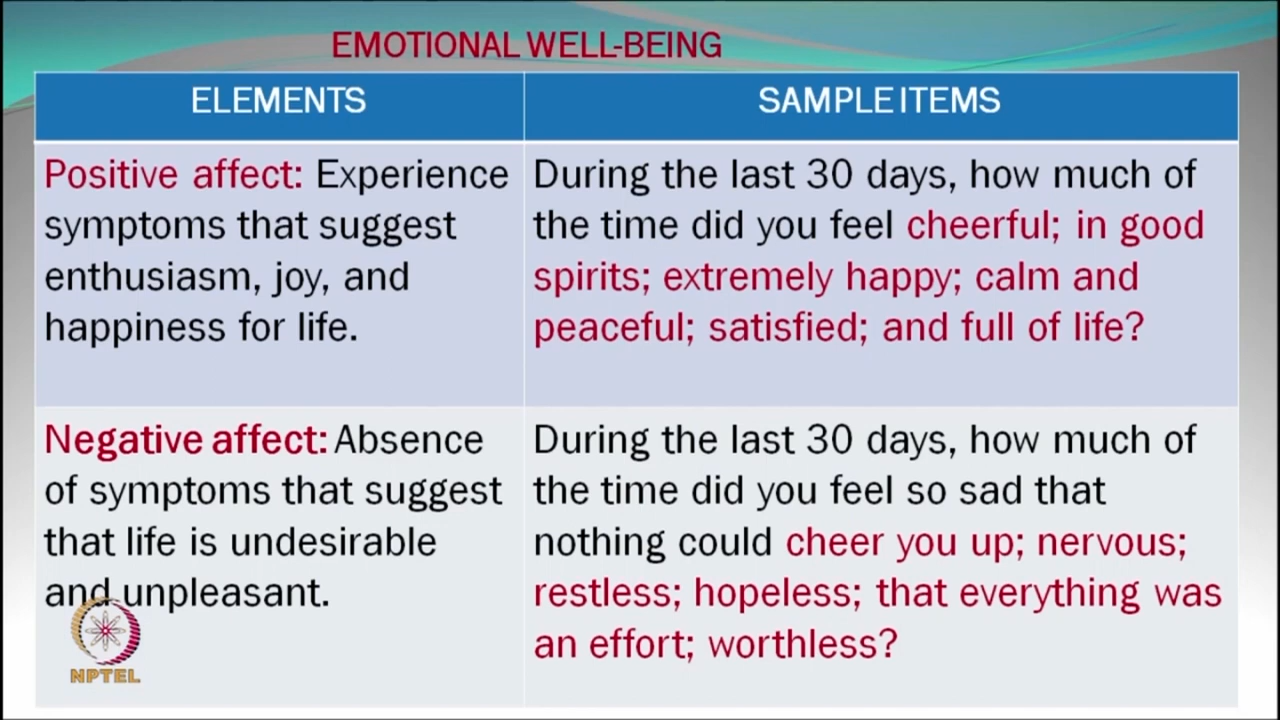 EMOTIONAL WELL-BEING
ELEMENTS
SAMPLE ITEMS
Positive affect: Experience
symptoms that suggest
enthusiasm, joy, and
happiness for life.
During the last 30 days, how much of
the time did you feel cheerful; in good
spirits; extremely happy; calm and
peaceful; satisfied; and full of life?
Negative affect: Absence
of symptoms that suggest
that life is undesirable
and unpleasant.
During the last 30 days, how much of
the time did you feel so sad that
nothing could cheer you up; nervous;
restless; hopeless; that everything was
an effort; worthless?
NPTEL